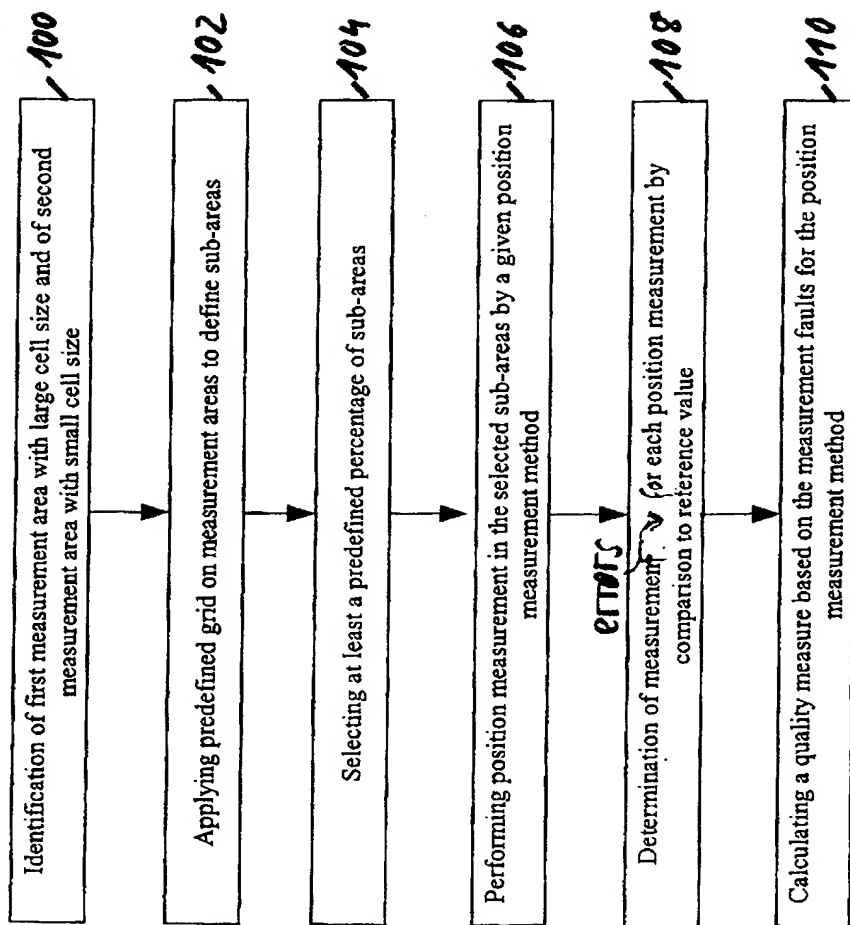 100
Identification of first measurement area with large cell size and of second
measurement area with small cell size
102
Applying predefined grid on measurement areas to define sub-areas
104
Selecting at least a predefined percentage of sub-areas
106
Performing position measurement in the selected sub-areas by a given position
measurement method
108
errors
Determination of measurement for each position measurement by
comparison to reference value
110
Calculating a quality measure based on the measurement faults for the position
measurement method